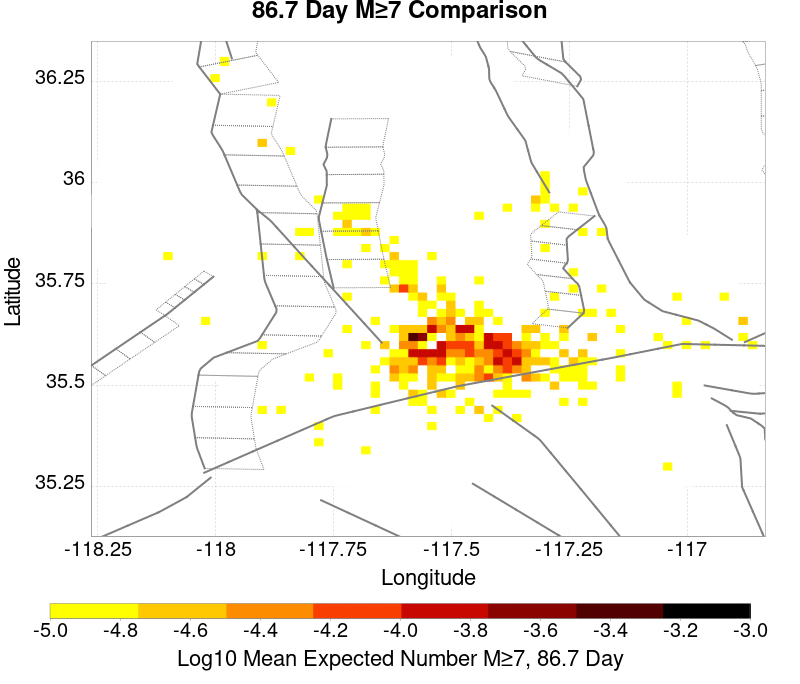 86.7 Day M≥7 Comparison
36.25
36
35.75
35.5
35.25
Latitude
-118.25 -118 -117.75 -117.5 -117.25 -117
Longitude
-5.0 -4.8 -4.6 -4.4 -4.2 -4.0 -3.8 -3.6 -3.4 -3.2 -3.0
Log10 Mean Expected Number M≥7, 86.7 Day